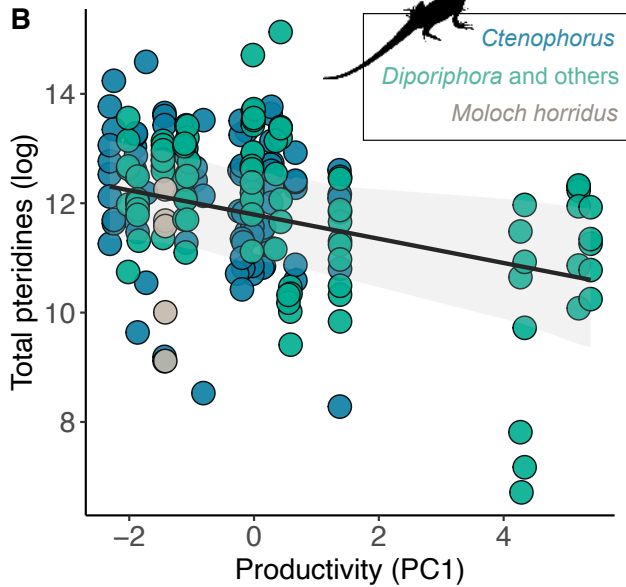 B
Ctenophorus
Diporiphora and others
Moloch horridus
Total pteridines (log)
14
12
10
8
−2
0
2
4
Productivity (PC1)